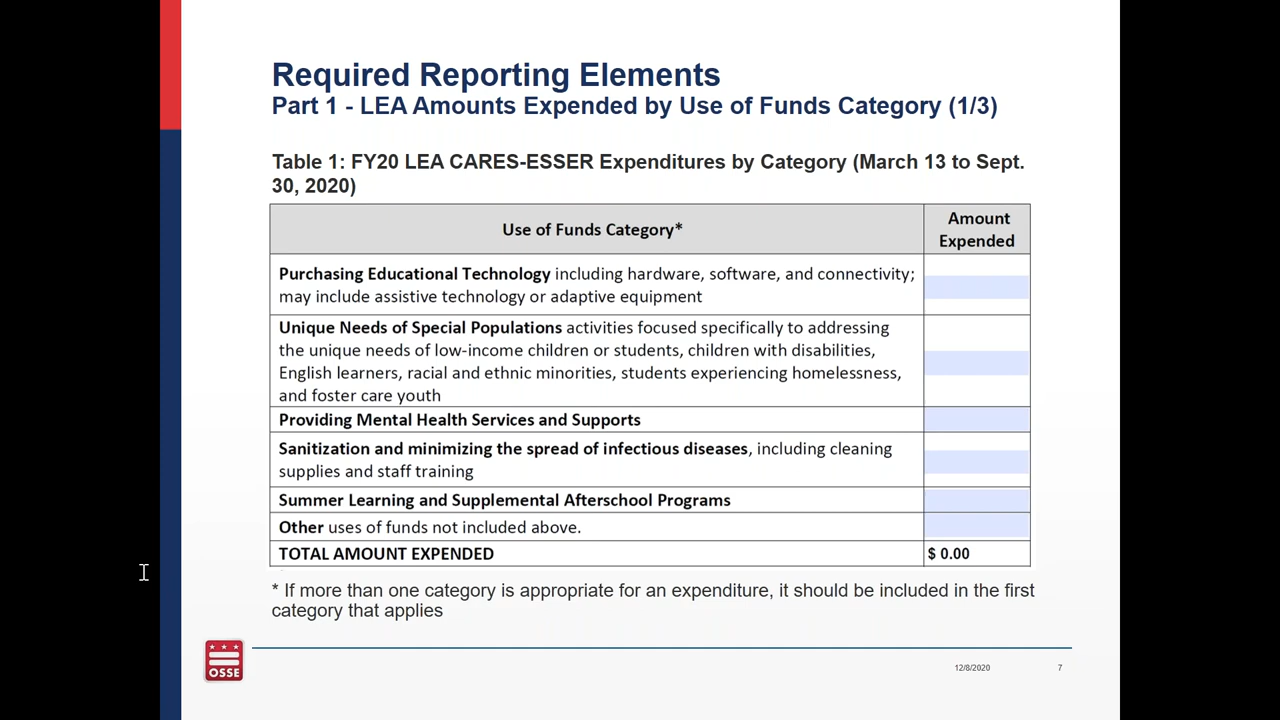 Required Reporting Elements
Part 1 - LEA Amounts Expended by Use of Funds Category (1/3)
Table 1: FY20 LEA CARES-ESSER Expenditures by Category (March 13 to Sept.
30, 2020)
Use of Funds Category*
Amount
Expended
Purchasing Educational Technology including hardware, software, and connectivity;
may include assistive technology or adaptive equipment
Unique Needs of Special Populations activities focused specifically to addressing
the unique needs of low-income children or students, children with disabilities,
English learners, racial and ethnic minorities, students experiencing homelessness,
and foster care youth
Providing Mental Health Services and Supports
Sanitization and minimizing the spread of infectious diseases, including cleaning
supplies and staff training
Summer Learning and Supplemental Afterschool Programs
Other uses of funds not included above.
TOTAL AMOUNT EXPENDED $ 0.00
* If more than one category is appropriate for an expenditure, it should be included in the first
category that applies
OSSE
12/8/2020 7